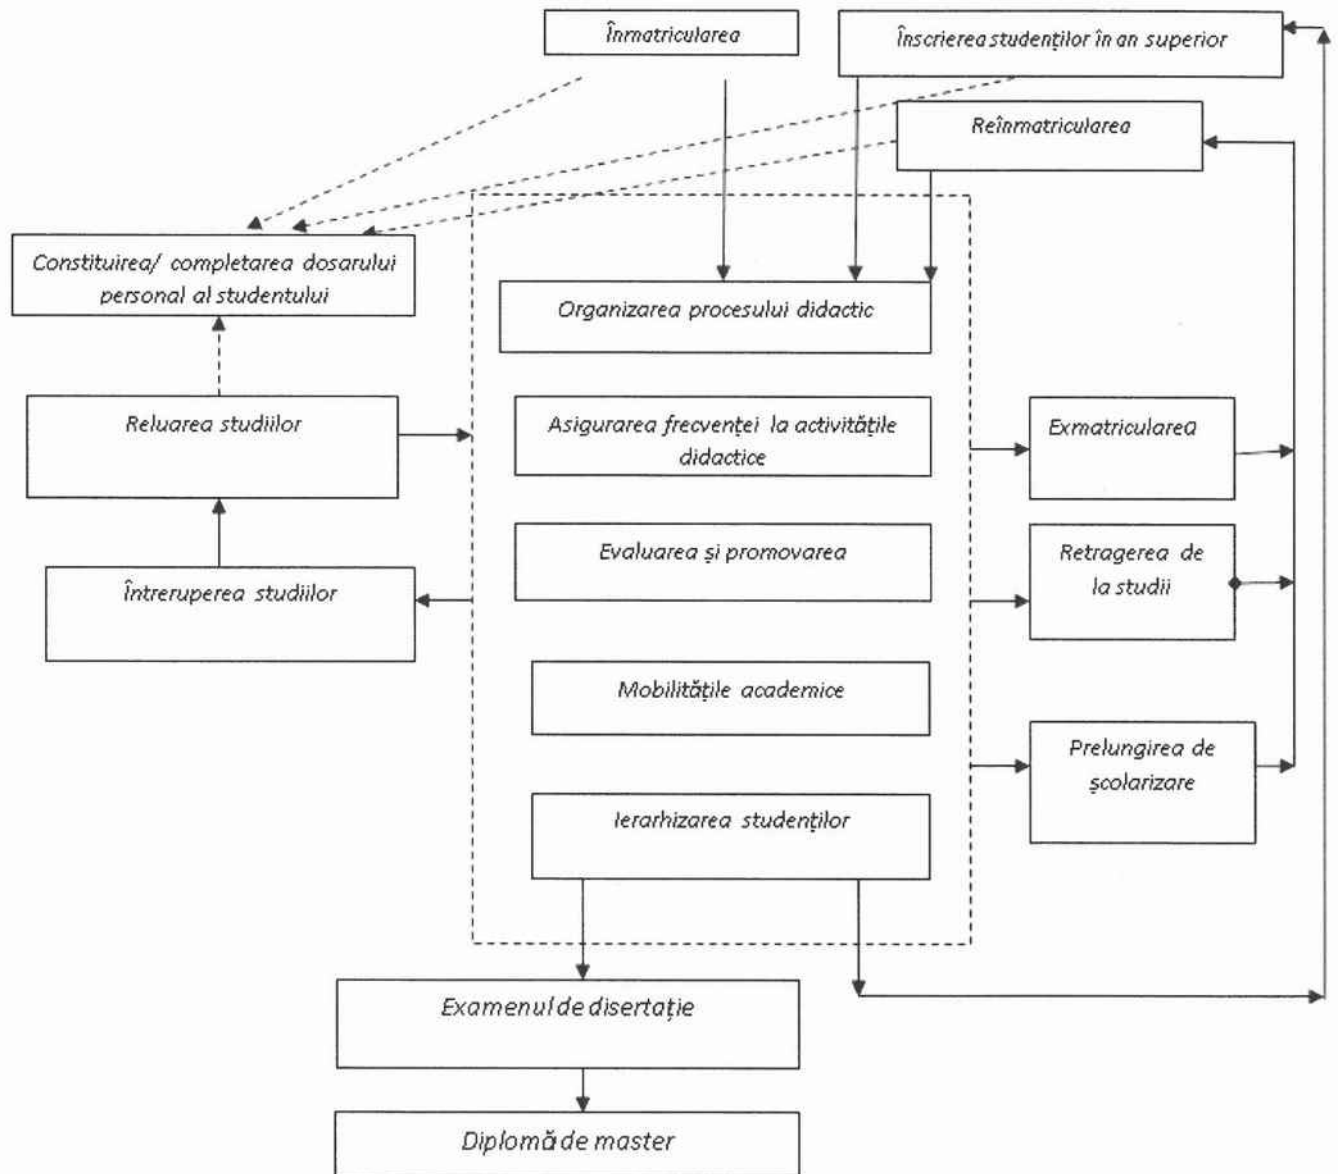 Înmatricularea
Înscrierea studenților în an superior
Reînmatricularea
Constituirea/ completarea dosarului
personal al studentului
Organizarea procesului didactic
Reluarea studiilor
Asigurarea frecvenței la activitățile
didactice
Exmatricularea
Evaluarea și promovarea
Retragerea de
la studii
Întreruperea studiilor
Mobilitățile academice
Prelungirea de
școlarizare
Ierarhizarea studenților
Examenul de disertație
Diplomă de master